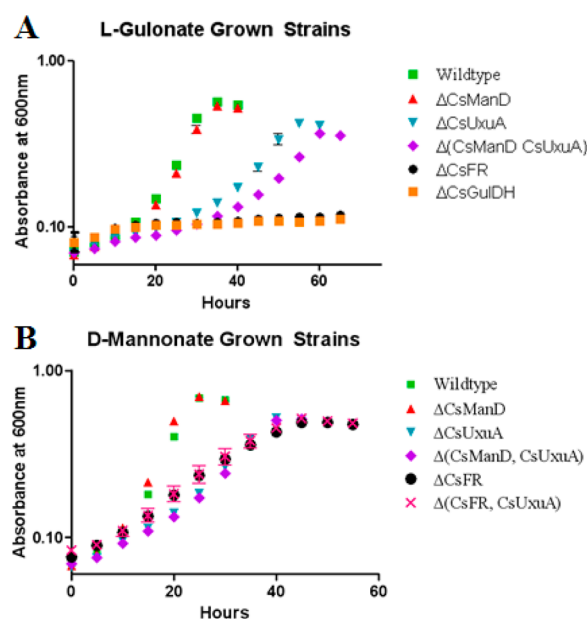 A
L-Gulonate Grown Strains
Absorbance at 600nm
1.00
0.10
0
20
40
60
Hours
Wildtype
ΔCsManD
ΔCsUxuA
Δ(CsManD CsUxuA)
ΔCsFR
ΔCsGulDH
B
D-Mannonate Grown Strains
Absorbance at 600nm
1.00
0.10
0
20
40
60
Hours
Wildtype
ΔCsManD
ΔCsUxuA
Δ(CsManD, CsUxuA)
ΔCsFR
Δ(CsFR, CsUxuA)